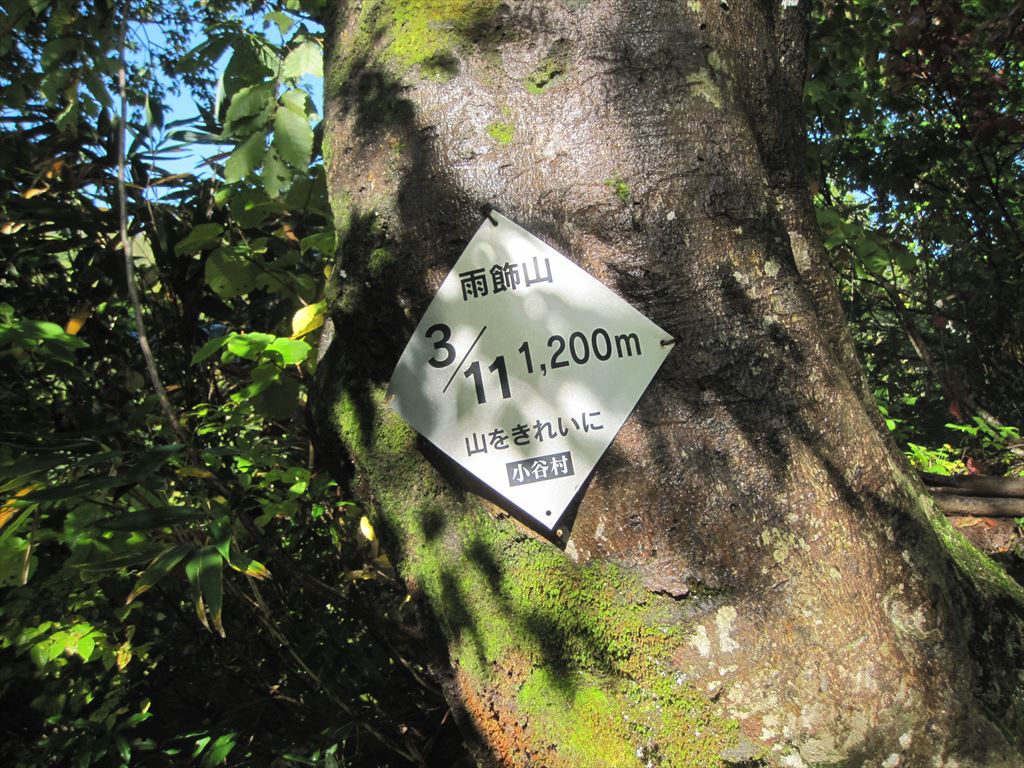 雨飾山
3/11 1,200m
山をきれいに
小谷村